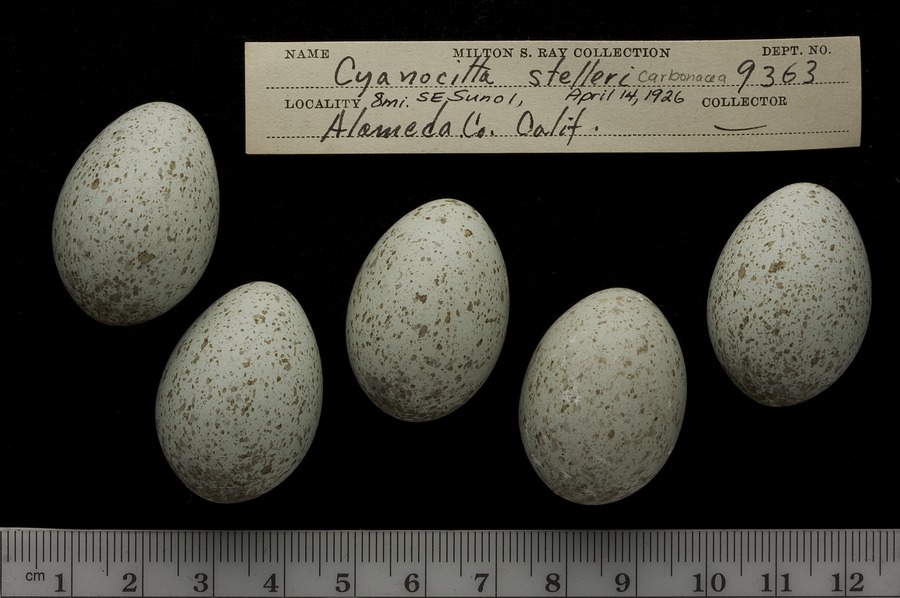 NAME MILTON S. RAY COLLECTION DEPT. NO.
Cyanocitta stelleri Carbonacea 9363
LOCALITY 8mi. SE, Sunol, April 14, 1926 COLLECTOR
Alameda Co. Calif.
cm 1 2 3 4 5 6 7 8 9 10 11 12